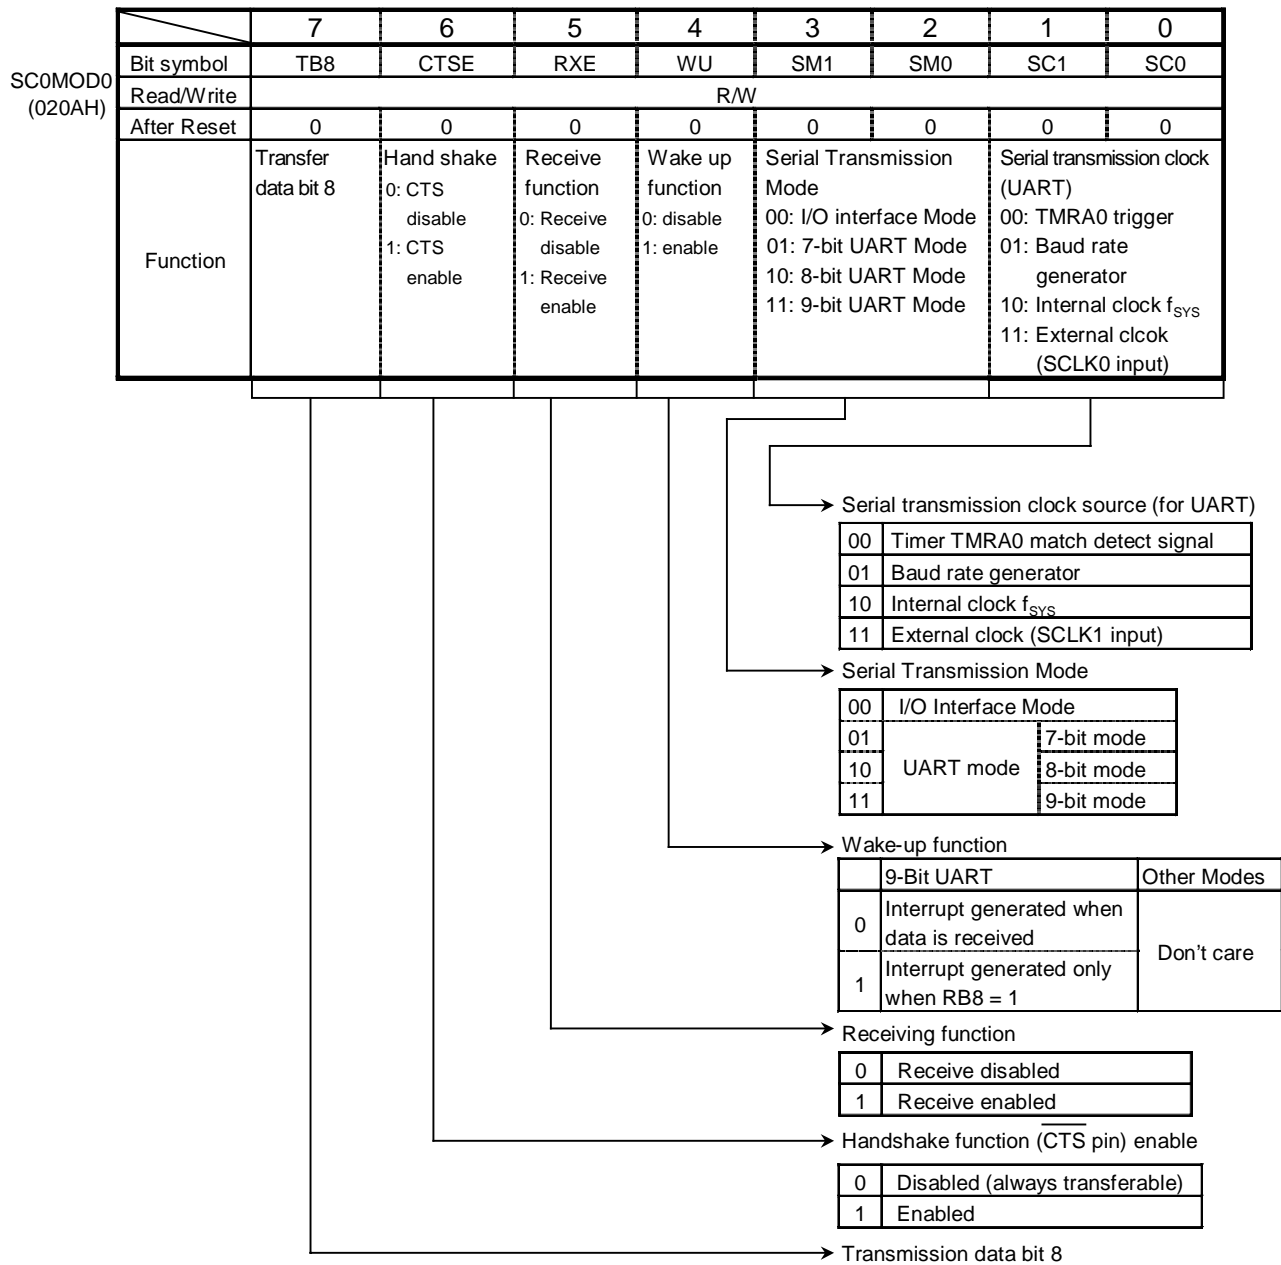 7 6 5 4 3 2 1 0
SC0MOD0
(020AH)
Bit symbol TB8 CTSE RXE WU SM1 SM0 SC1 SC0
Read/Write R/W
After Reset 0 0 0 0 0 0 0 0
Function
Transfer
data bit 8
Hand shake
0: CTS
disable
1: CTS
enable
Receive
function
0: Receive
disable
1: Receive
enable
Wake up
function
0: disable
1: enable
Serial Transmission
Mode
00: I/O interface Mode
01: 7-bit UART Mode
10: 8-bit UART Mode
11: 9-bit UART Mode
Serial transmission clock
(UART)
00: TMRA0 trigger
01: Baud rate
generator
10: Internal clock fSYS
11: External clcok
(SCLK0 input)
Serial transmission clock source (for UART)
00 Timer TMRA0 match detect signal
01 Baud rate generator
10 Internal clock fSYS
11 External clock (SCLK1 input)
Serial Transmission Mode
00 I/O Interface Mode
01 7-bit mode
10 UART mode 8-bit mode
11 9-bit mode
Wake-up function
9-Bit UART Other Modes
0 Interrupt generated when
data is received
Don't care
1 Interrupt generated only
when RB8 = 1
Receiving function
0 Receive disabled
1 Receive enabled
Handshake function (CTS pin) enable
0 Disabled (always transferable)
1 Enabled
Transmission data bit 8